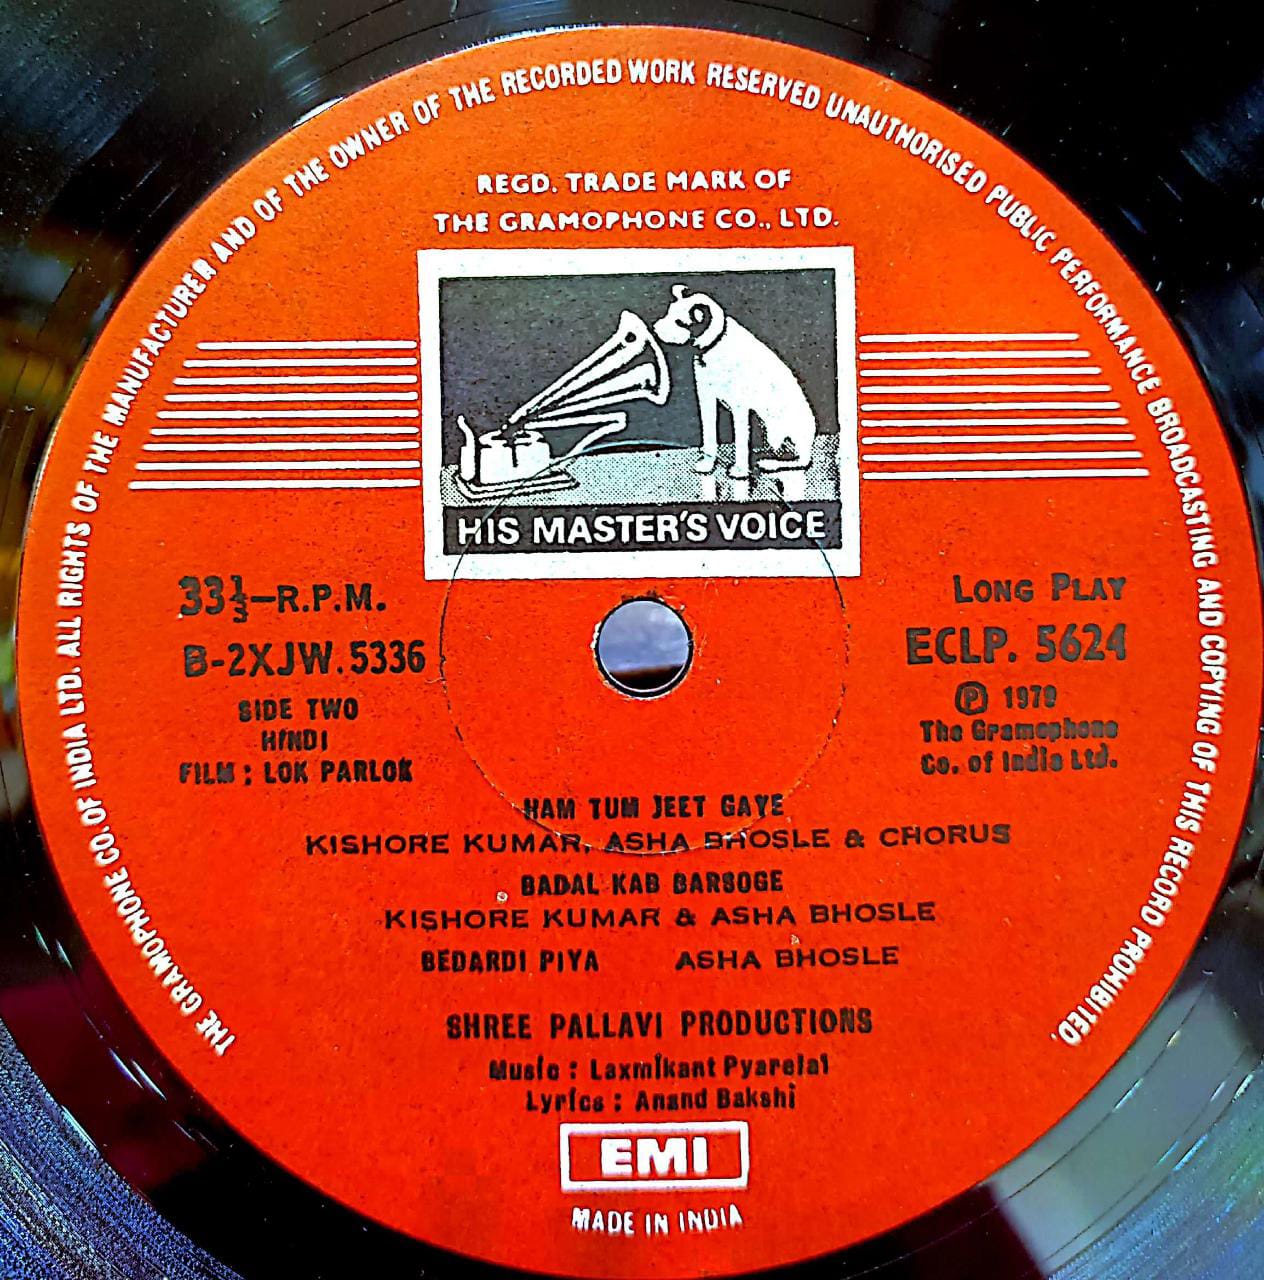 THE GRAMOPHONE CO. OF INDIA LTD. ALL RIGHTS OF THE MANUFACTURER AND OF THE OWNER OF THE RECORDED WORK RESERVED UNAUTHORISED PUBLIC PERFORMANCE BROADCASTING AND COPYING OF THIS RECORD PROHIBITED.
REGD. TRADE MARK OF
THE GRAMOPHONE CO., LTD.
HIS MASTER'S VOICE
33⅓-R.P.M.
B-2XJW.5336
SIDE TWO
HINDI
FILM : LOK PARLOK
LONG PLAY
ECLP. 5624
℗ 1979
The Gramophone
Co. of India Ltd.
HAM TUM JEET GAYE
KISHORE KUMAR, ASHA BHOSLE & CHORUS
BADAL KAB BARSOGE
KISHORE KUMAR & ASHA BHOSLE
BEDARDI PIYA ASHA BHOSLE
SHREE PALLAVI PRODUCTIONS
Music : Laxmikant Pyarelal
Lyrics : Anand Bakshi
EMI
MADE IN INDIA